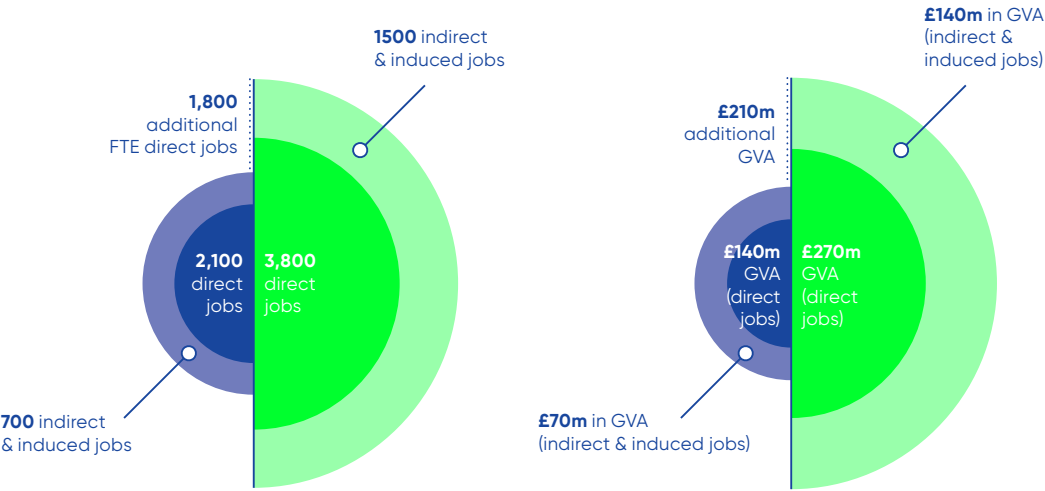 1500 indirect
& induced jobs
1,800
additional
FTE direct jobs
2,100
direct
jobs
3,800
direct
jobs
700 indirect
& induced jobs
£140m in GVA
(indirect &
induced jobs)
£210m
additional
GVA
£140m
GVA
(direct
jobs)
£270m
GVA
(direct
jobs)
£70m in GVA
(indirect & induced jobs)